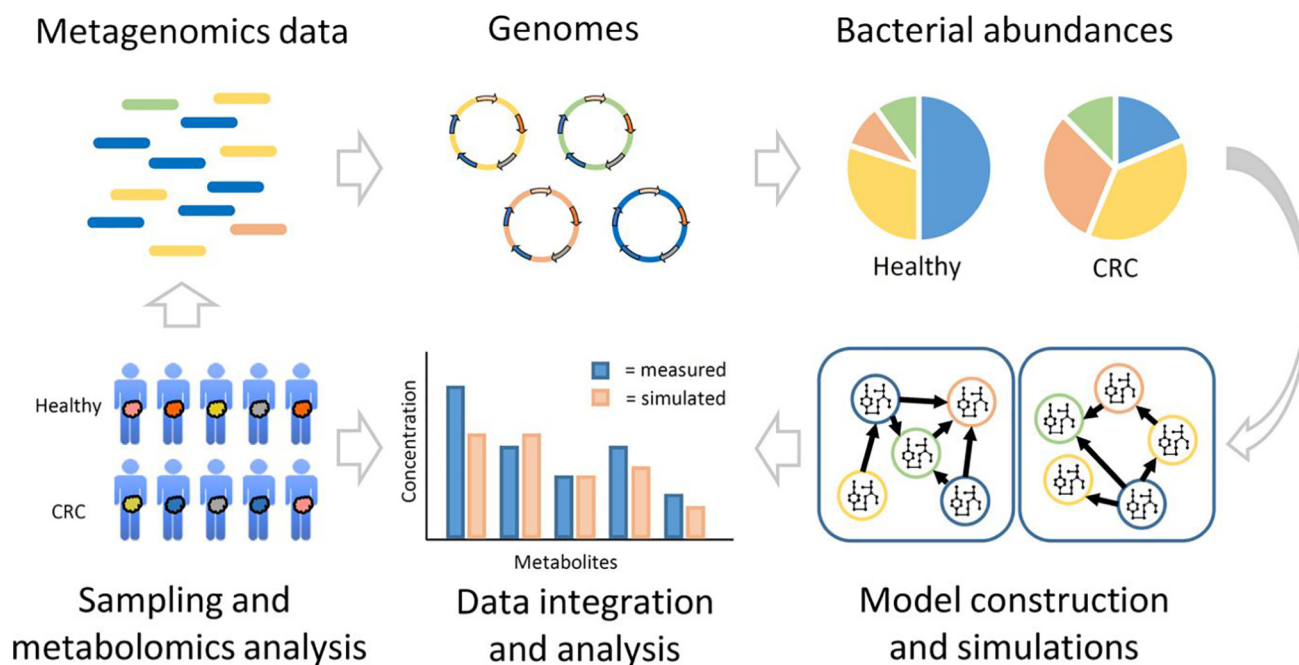 Metagenomics data
Genomes
Bacterial abundances
Healthy
CRC
Healthy
CRC
Concentration
= measured
= simulated
Metabolites
Sampling and
metabolomics analysis
Data integration
and analysis
Model construction
and simulations